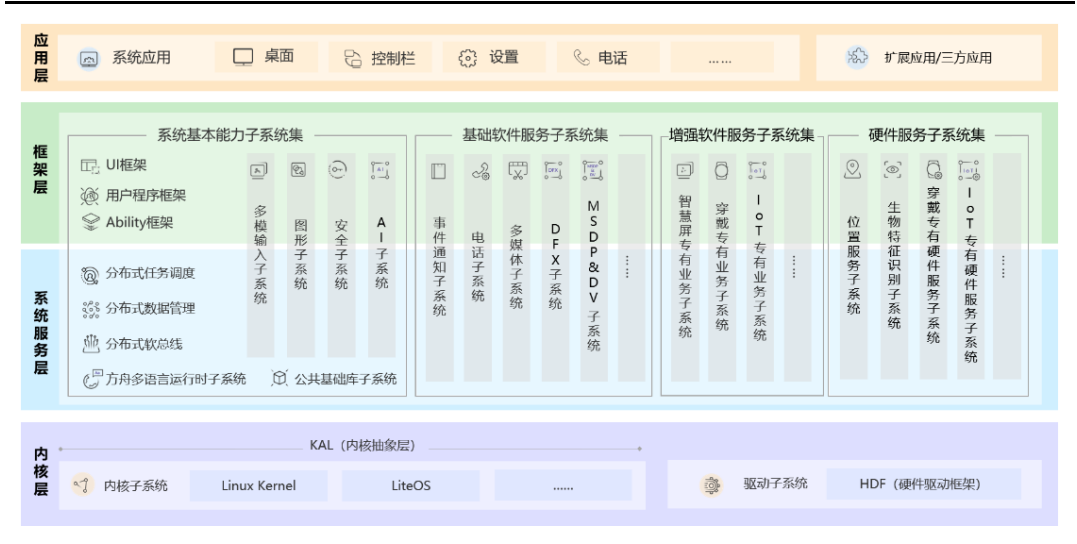 应用层
系统应用
桌面
控制栏
设置
电话
……
扩展应用/三方应用
框架层
系统服务层
系统基本能力子系统集
UI框架
用户程序框架
Ability框架
分布式任务调度
分布式数据管理
分布式软总线
方舟多语言运行时子系统
公共基础库子系统
多模输入子系统
图形子系统
安全子系统
AI子系统
基础软件服务子系统集
事件通知子系统
电话子系统
多媒体子系统
DFX子系统
MSDP&DV子系统
……
增强软件服务子系统集
智慧屏专有业务子系统
穿戴专有业务子系统
IoT专有业务子系统
……
硬件服务子系统集
位置服务子系统
生物特征识别子系统
穿戴专有硬件服务子系统
IoT专有硬件服务子系统
……
内核层
KAL（内核抽象层）
内核子系统
Linux Kernel
LiteOS
……
驱动子系统
HDF（硬件驱动框架）